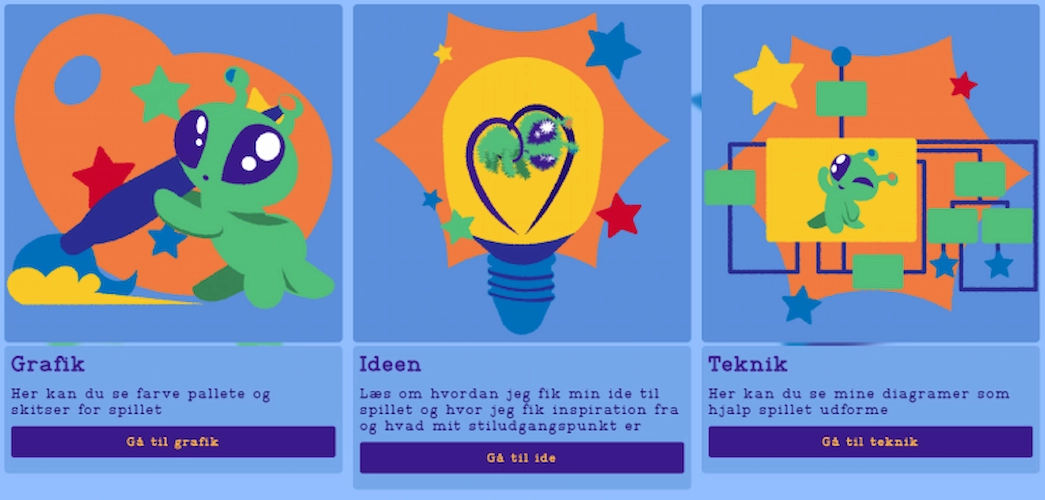 Grafik
Her kan du se farve pallete og
skitser for spillet
Gå til grafik
Ideen
Læs om hvordan jeg fik min ide til
spillet og hvor jeg fik inspiration fra
og hvad mit stiludgangspunkt er
Gå til ide
Teknik
Her kan du se mine diagramer som
hjalp spillet udforme
Gå til teknik